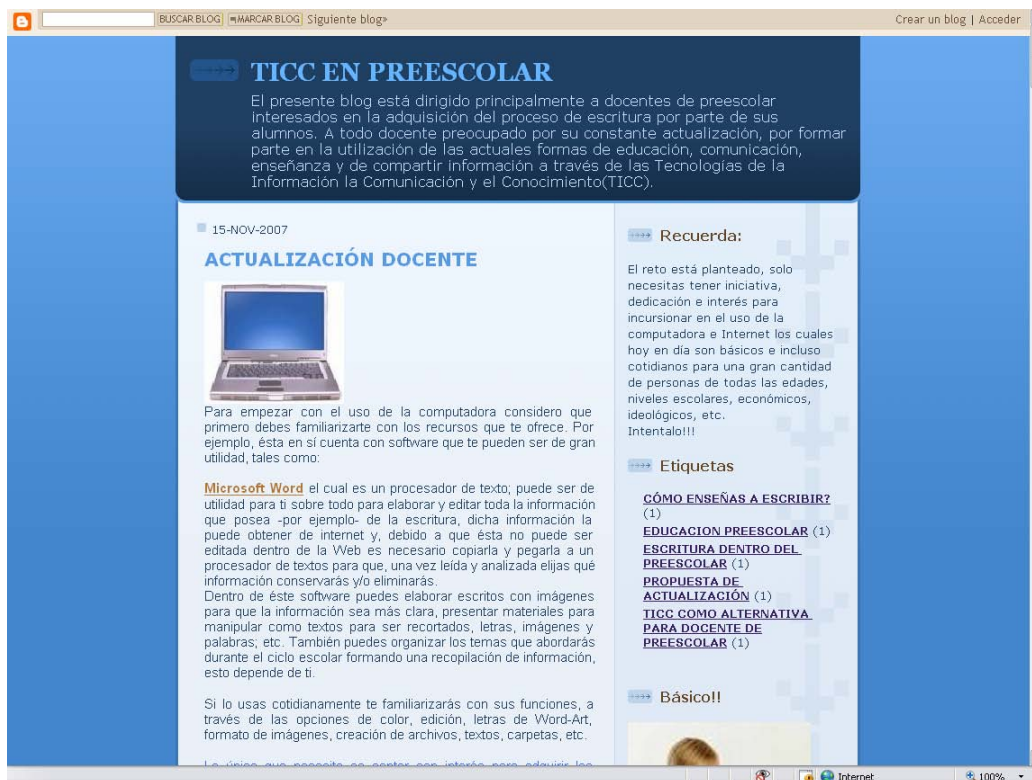 BUSCAR BLOG MARCAR BLOG Siguiente blog» Crear un blog | Acceder
TICC EN PREESCOLAR
El presente blog está dirigido principalmente a docentes de preescolar
interesados en la adquisición del proceso de escritura por parte de sus
alumnos. A todo docente preocupado por su constante actualización, por formar
parte en la utilización de las actuales formas de educación, comunicación,
enseñanza y de compartir información a través de las Tecnologías de la
Información la Comunicación y el Conocimiento(TICC).
15-NOV-2007
ACTUALIZACIÓN DOCENTE
Para empezar con el uso de la computadora considero que
primero debes familiarizarte con los recursos que te ofrece. Por
ejemplo, ésta en sí cuenta con software que te pueden ser de gran
utilidad, tales como:
Microsoft Word el cual es un procesador de texto; puede ser de
utilidad para ti sobre todo para elaborar y editar toda la información
que posea -por ejemplo- de la escritura, dicha información la
puede obtener de internet y, debido a que ésta no puede ser
editada dentro de la Web es necesario copiarla y pegarla a un
procesador de textos para que, una vez leída y analizada elijas qué
información conservarás y/o eliminarás.
Dentro de éste software puedes elaborar escritos con imágenes
para que la información sea más clara, presentar materiales para
manipular como textos para ser recortados, letras, imágenes y
palabras; etc. También puedes organizar los temas que abordarás
durante el ciclo escolar formando una recopilación de información,
esto depende de ti.
Si lo usas cotidianamente te familiarizarás con sus funciones, a
través de las opciones de color, edición, letras de Word-Art,
formato de imágenes, creación de archivos, textos, carpetas, etc.
Recuerda:
El reto está planteado, solo
necesitas tener iniciativa,
dedicación e interés para
incursionar en el uso de la
computadora e Internet los cuales
hoy en día son básicos e incluso
cotidianos para una gran cantidad
de personas de todas las edades,
niveles escolares, económicos,
ideológicos, etc.
Intentalo!!!
Etiquetas
CÓMO ENSEÑAS A ESCRIBIR?
(1)
EDUCACION PREESCOLAR (1)
ESCRITURA DENTRO DEL
PREESCOLAR (1)
PROPUESTA DE
ACTUALIZACIÓN (1)
TICC COMO ALTERNATIVA
PARA DOCENTE DE
PREESCOLAR (1)
Básico!!
Internet 100%